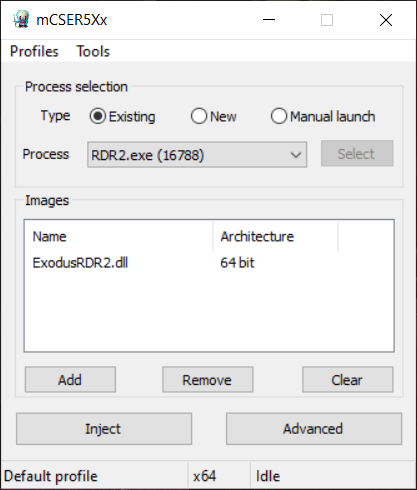 mCSER5Xx
Profiles Tools
Process selection
Type Existing New Manual launch
Process RDR2.exe (16788) Select
Images
Name Architecture
ExodusRDR2.dll 64 bit
Add Remove Clear
Inject Advanced
Default profile x64 Idle